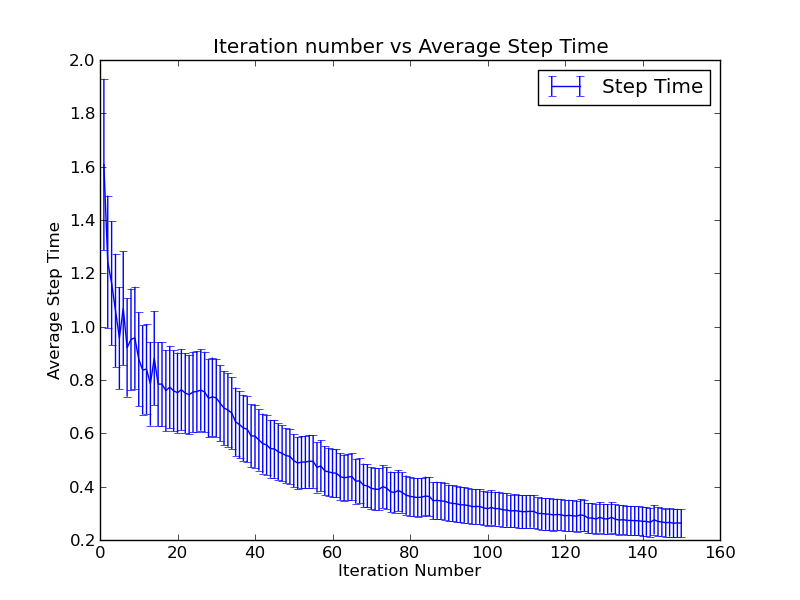 Iteration number vs Average Step Time
Step Time
Average Step Time
2.0
1.8
1.6
1.4
1.2
1.0
0.8
0.6
0.4
0.2
0 20 40 60 80 100 120 140 160
Iteration Number